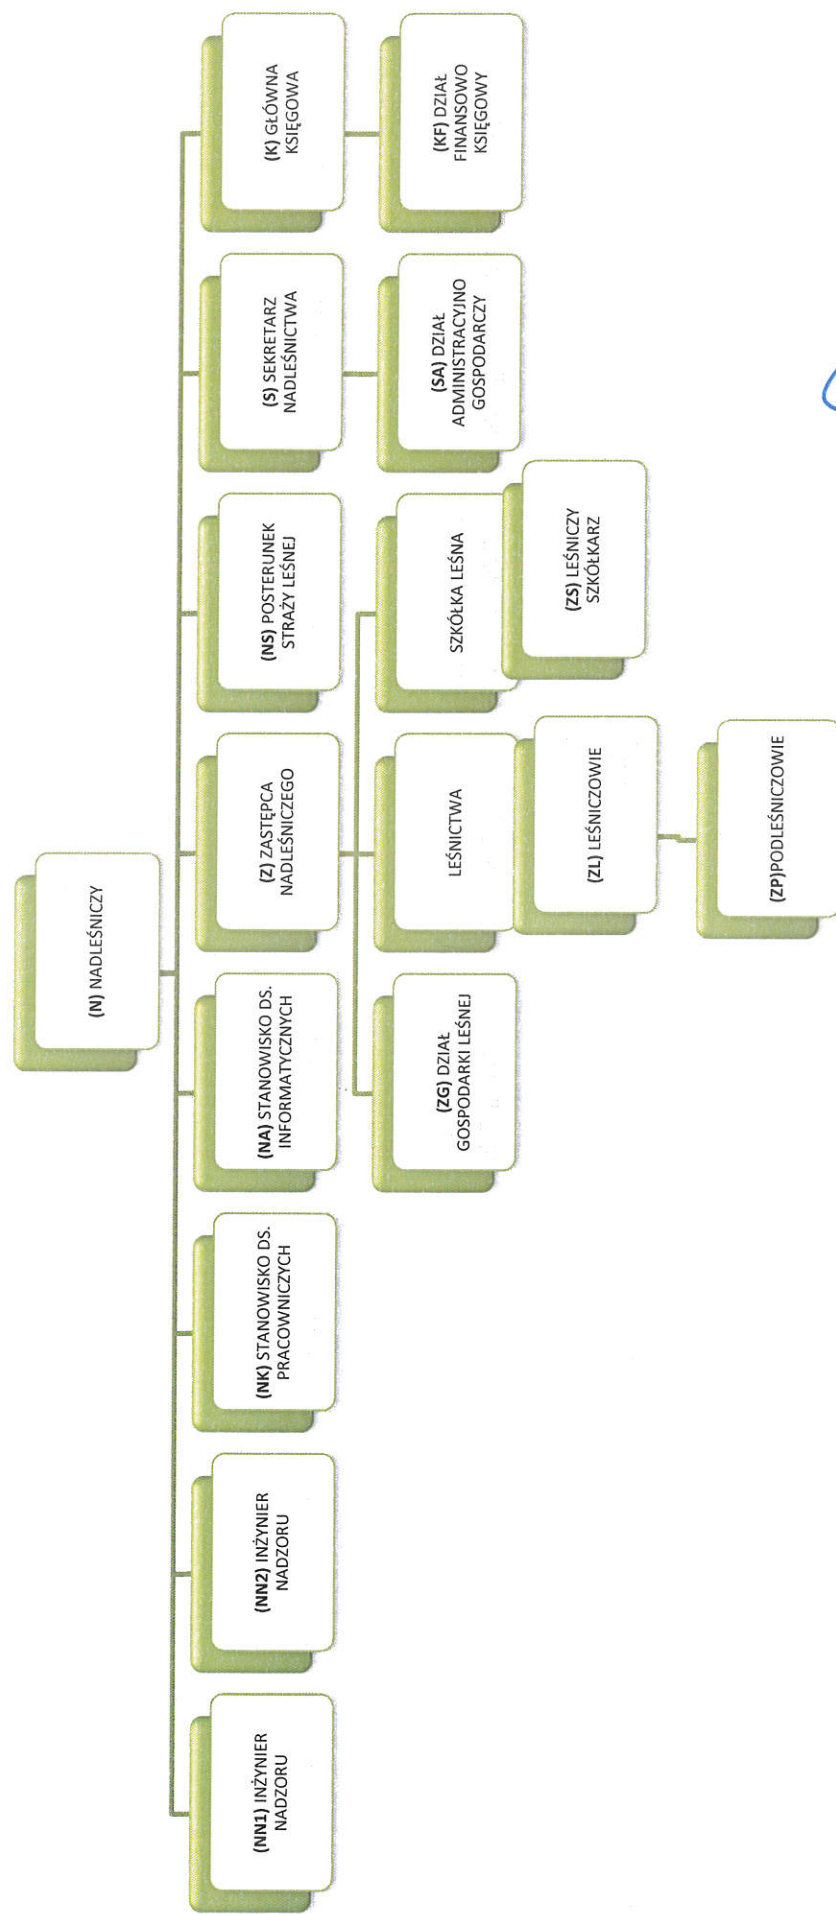 (N) NADLEŚNICZY
(NN1) INŻYNIER
NADZORU
(NN2) INŻYNIER
NADZORU
(NK) STANOWISKO DS.
PRACOWNICZYCH
(NA) STANOWISKO DS.
INFORMATYCZNYCH
(Z) ZASTĘPCA
NADLEŚNICZEGO
(NS) POSTERUNEK
STRAŻY LEŚNEJ
(S) SEKRETARZ
NADLEŚNICTWA
(K) GŁÓWNA
KSIĘGOWA
(ZG) DZIAŁ
GOSPODARKI LEŚNEJ
LEŚNICTWA
SZKÓŁKA LEŚNA
(SA) DZIAŁ
ADMINISTRACYJNO
GOSPODARCZY
(KF) DZIAŁ
FINANSOWO
KSIĘGOWY
(ZL) LEŚNICZOWIE
(ZS) LEŚNICZY
SZKÓŁKARZ
(ZP)PODLEŚNICZOWIE